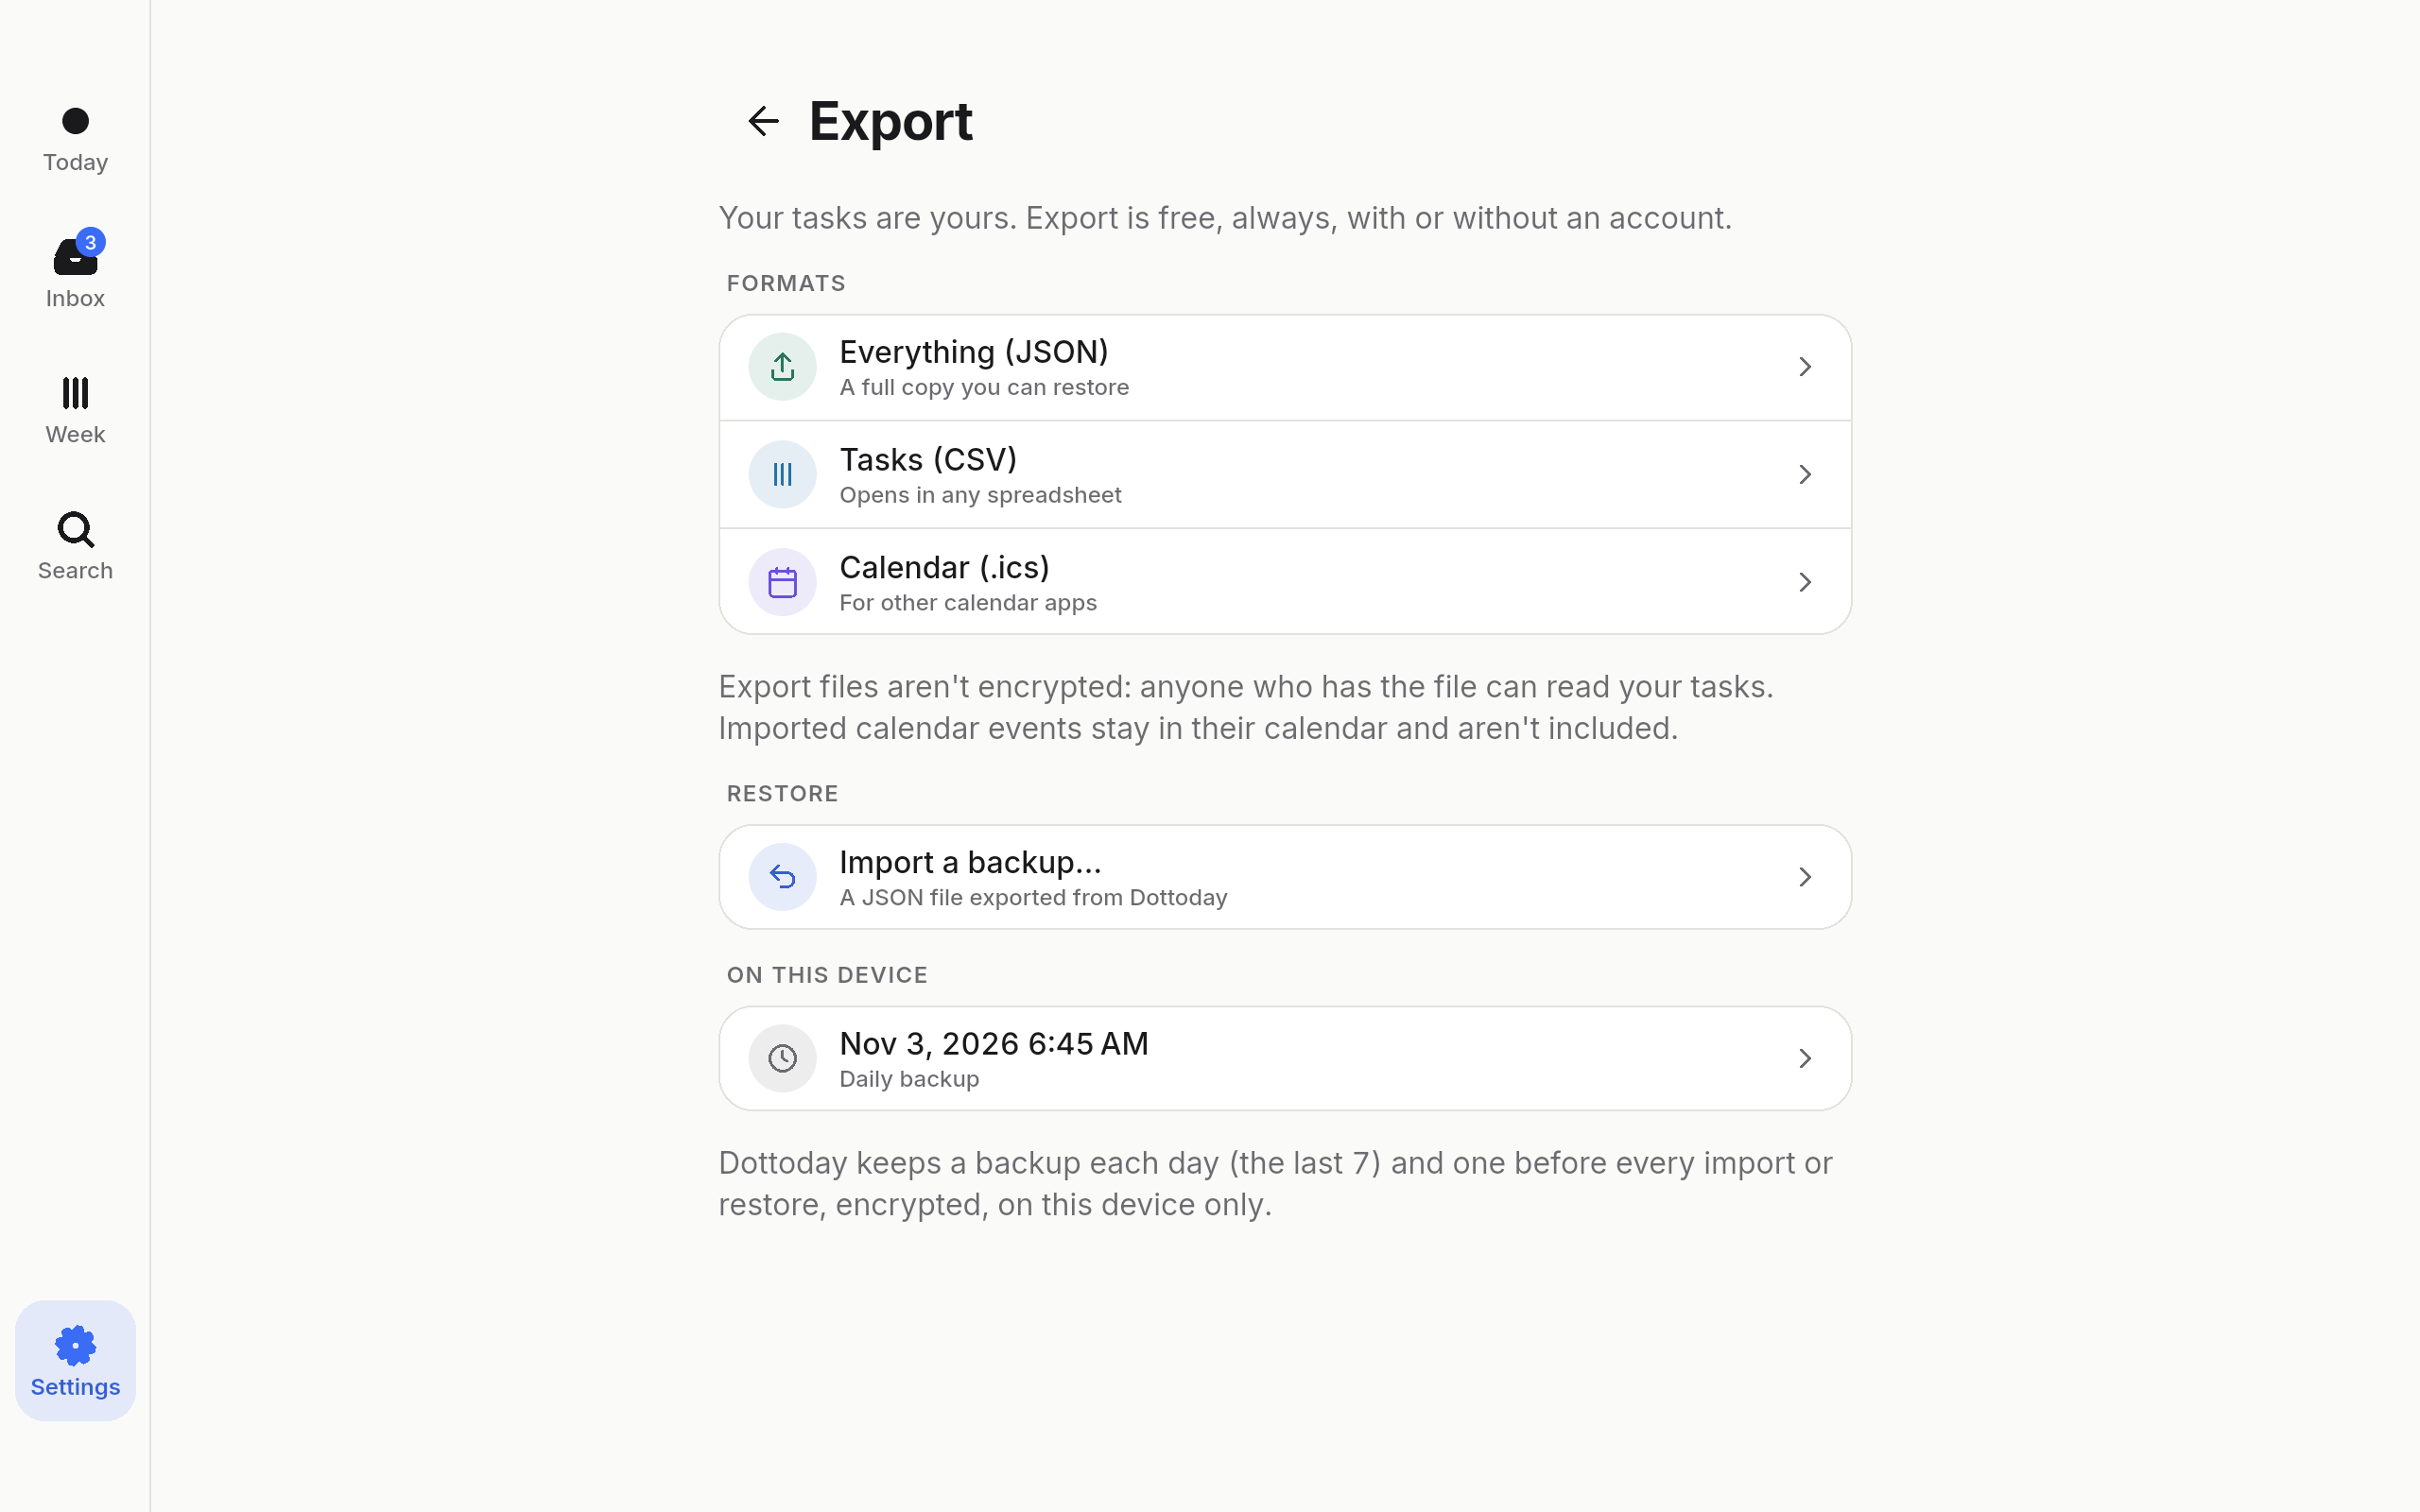 Today
3
Inbox
Week
Search
Settings
Export
Your tasks are yours. Export is free, always, with or without an account.
FORMATS
Everything (JSON)
A full copy you can restore
Tasks (CSV)
Opens in any spreadsheet
Calendar (.ics)
For other calendar apps
Export files aren't encrypted: anyone who has the file can read your tasks.
Imported calendar events stay in their calendar and aren't included.
RESTORE
Import a backup...
A JSON file exported from Dottoday
ON THIS DEVICE
Nov 3, 2026 6:45 AM
Daily backup
Dottoday keeps a backup each day (the last 7) and one before every import or
restore, encrypted, on this device only.